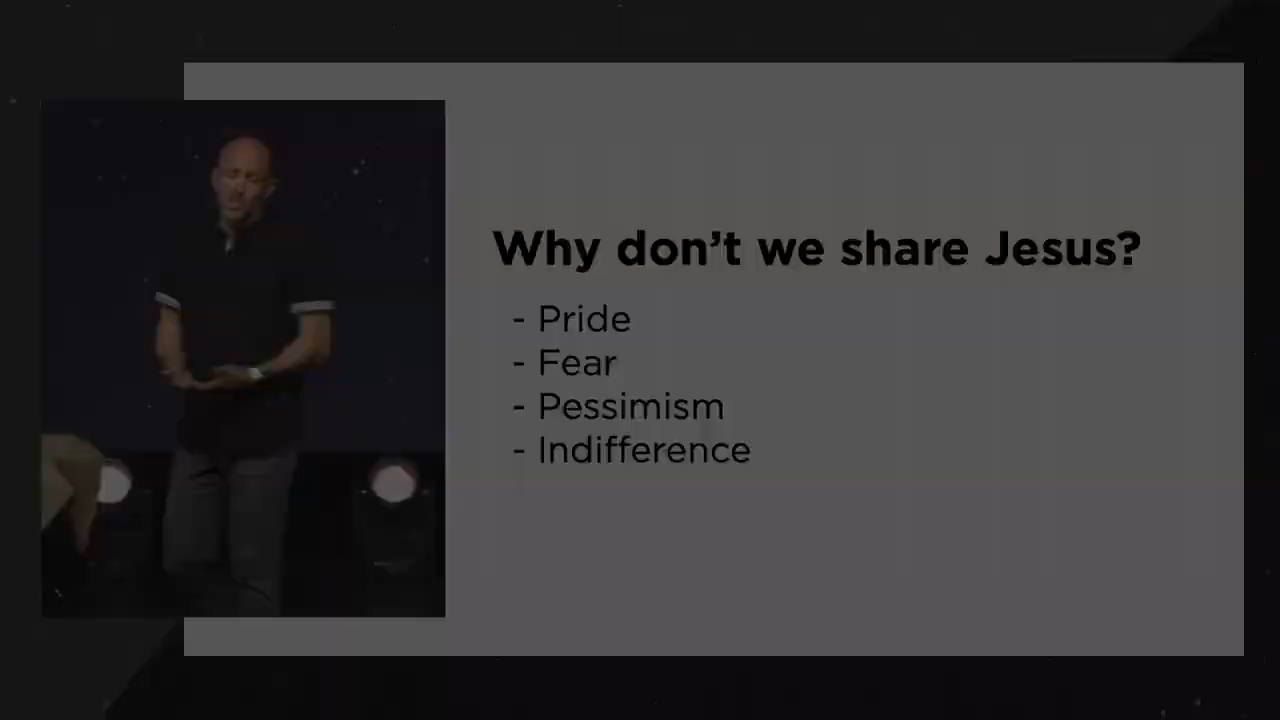 Why don't we share Jesus?
- Pride
- Fear
- Pessimism
- Indifference